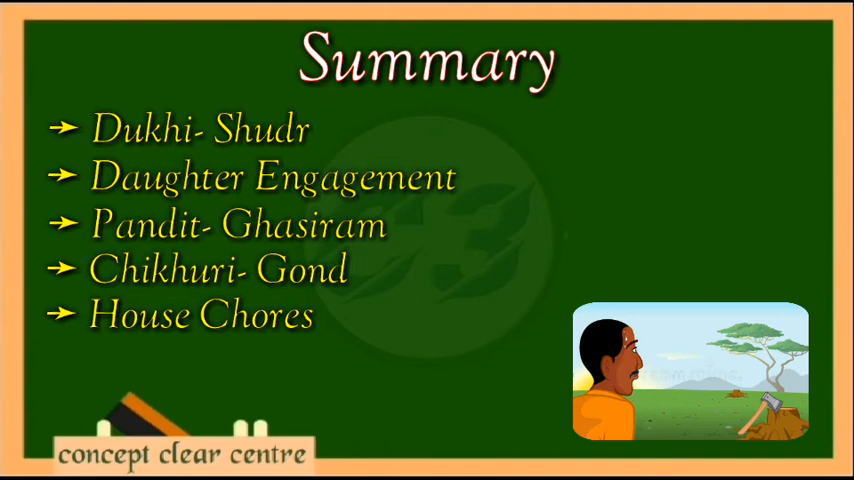 Summary
→ Dukhi- Shudr
→ Daughter Engagement
→ Pandit- Ghasiram
→ Chikhuri- Gond
→ House Chores
concept clear centre